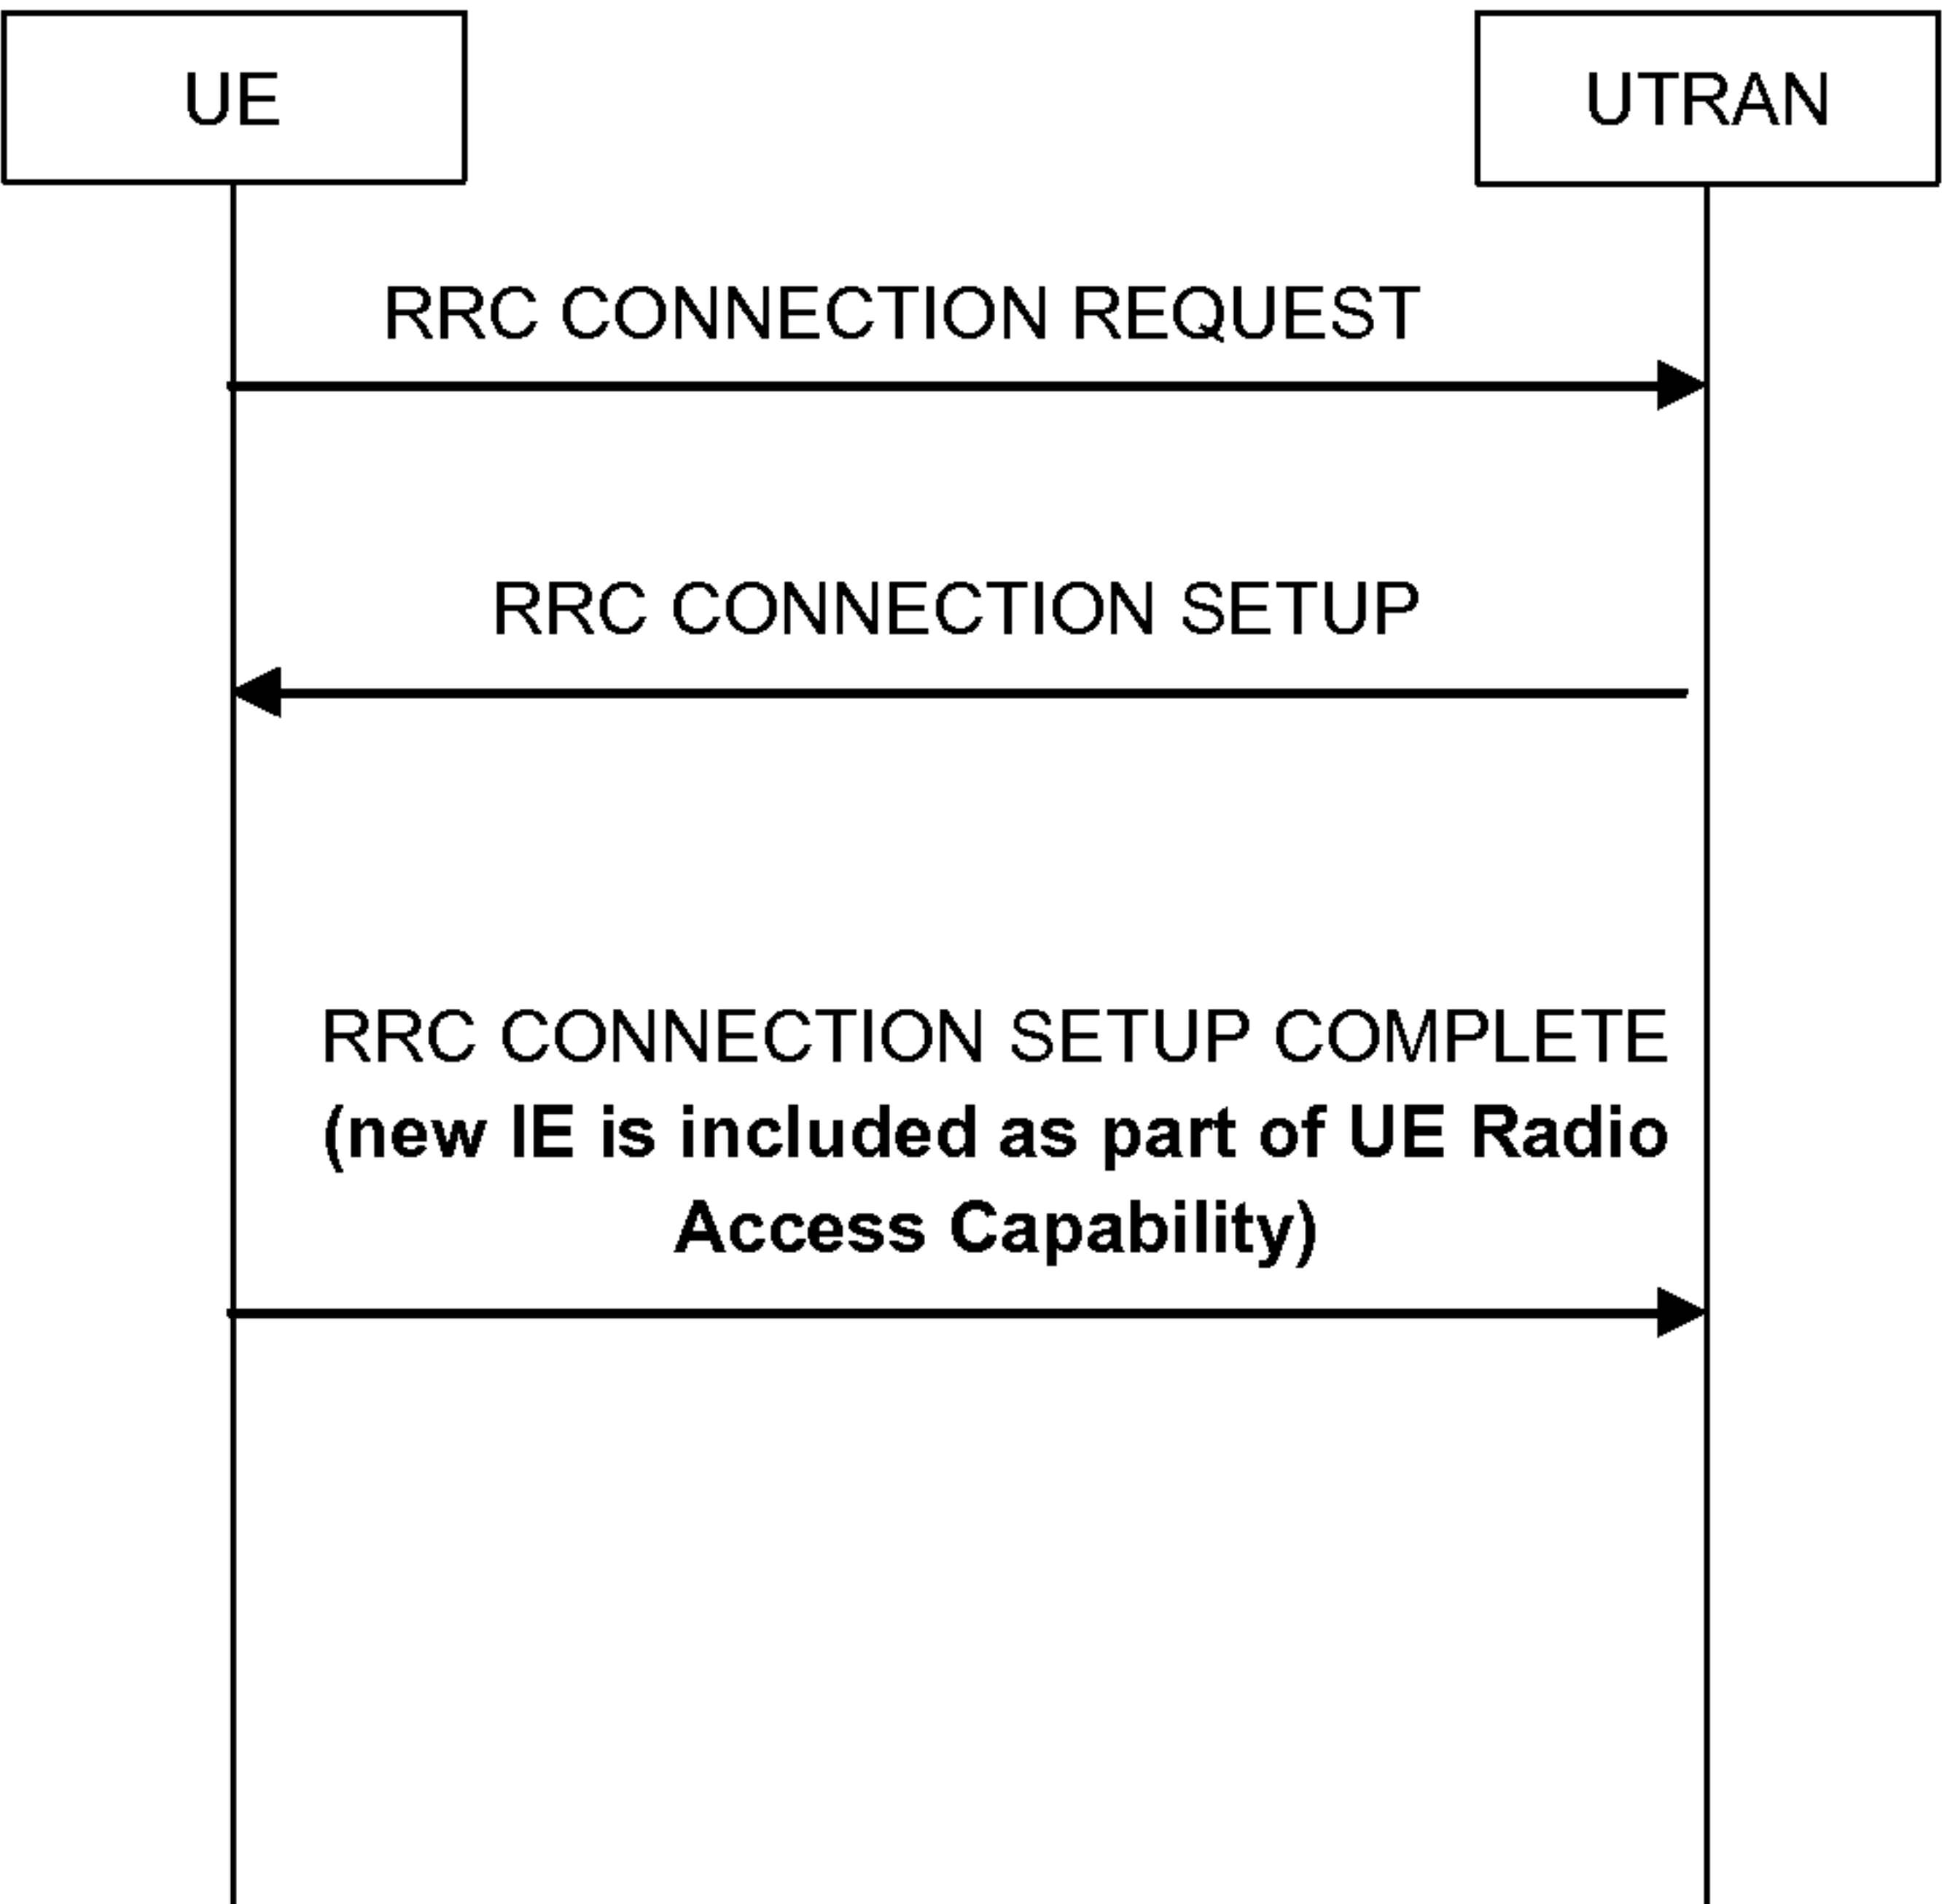 UE
UTRAN
RRC CONNECTION REQUEST
RRC CONNECTION SETUP
RRC CONNECTION SETUP COMPLETE
(new IE is included as part of UE Radio
Access Capability)